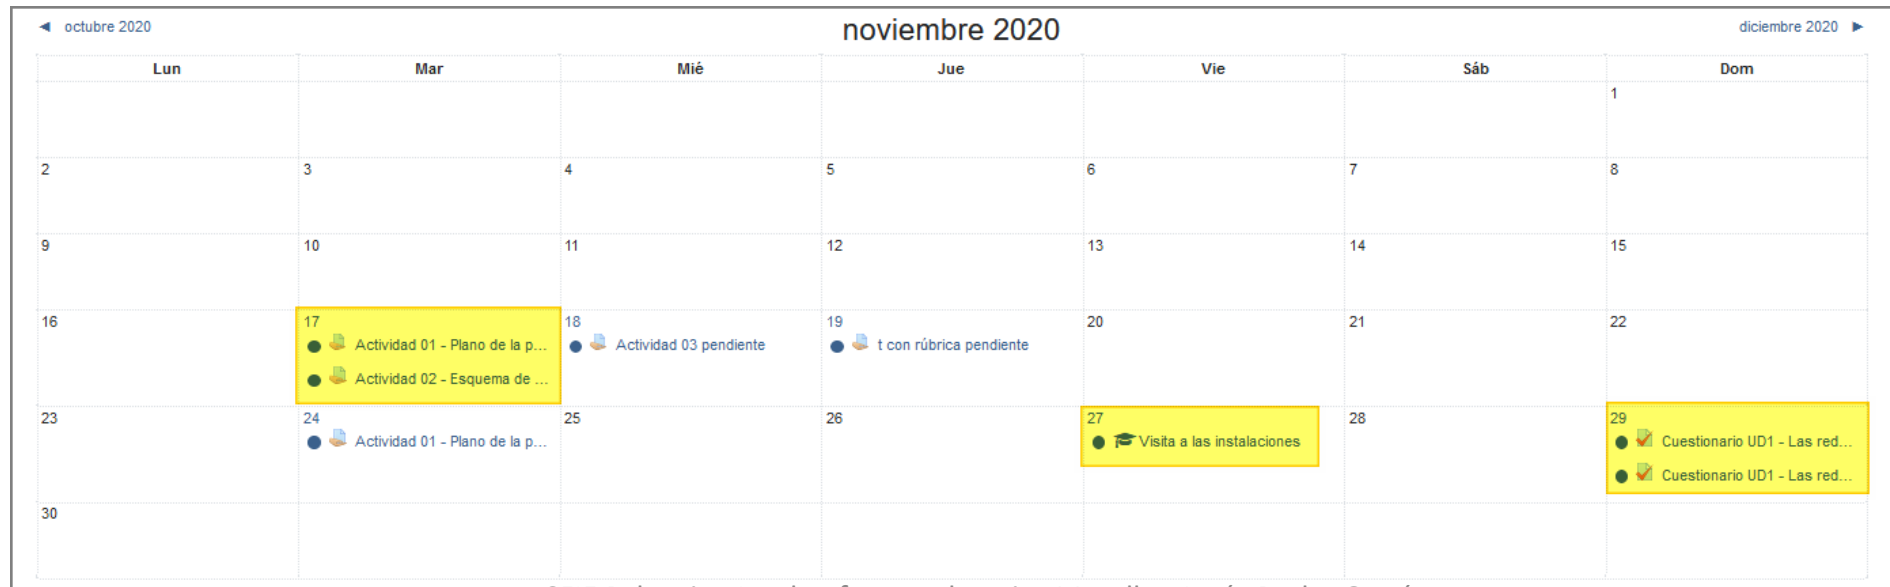 ◄ octubre 2020
noviembre 2020
diciembre 2020 ►
Lun Mar Mié Jue Vie Sáb Dom
1
2 3 4 5 6 7 8
9 10 11 12 13 14 15
16 17 18 19 20 21 22
Actividad 01 - Plano de la p...
Actividad 02 - Esquema de ...
Actividad 03 pendiente
t con rúbrica pendiente
23 24 25 26 27 28 29
Actividad 01 - Plano de la p...
Visita a las instalaciones
Cuestionario UD1 - Las red...
Cuestionario UD1 - Las red...
30